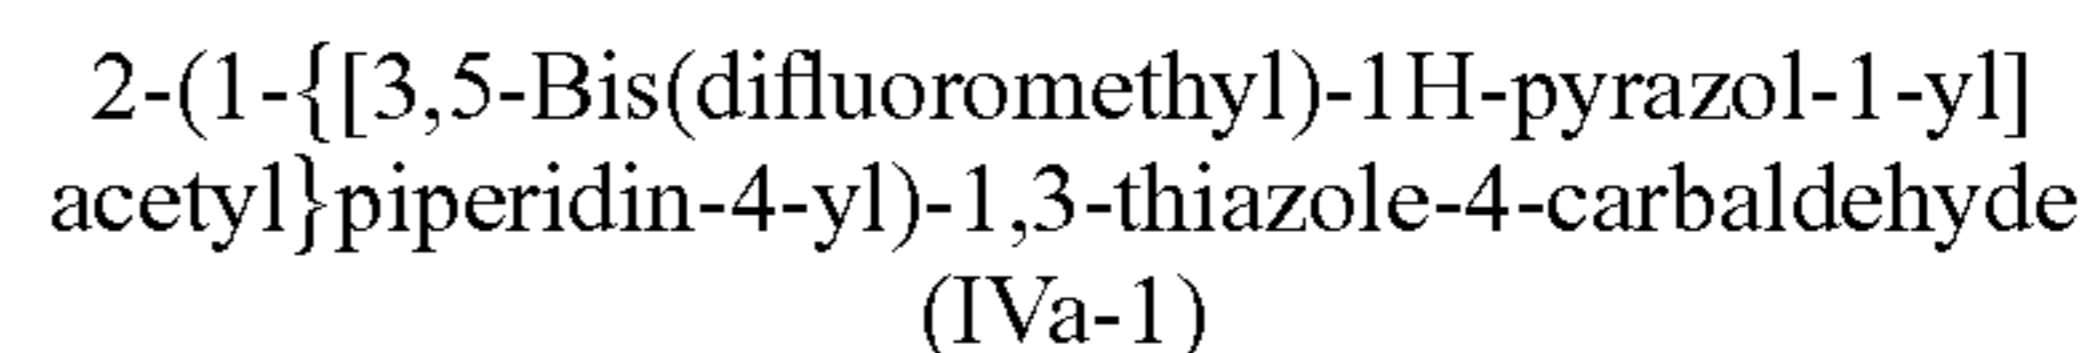 2-(1-{[3,5-Bis(difluoromethyl)-1H-pyrazol-1-yl]
acetyl}piperidin-4-yl)-1,3-thiazole-4-carbaldehyde
(IVa-1)